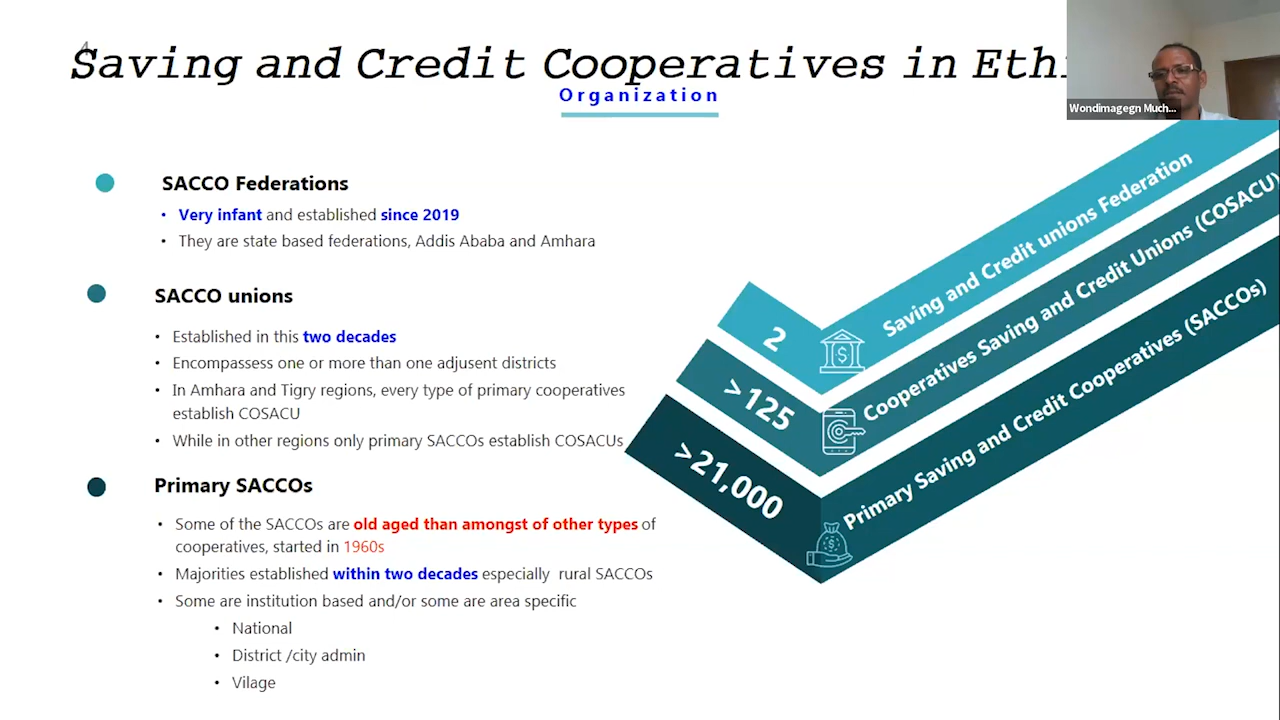 4
Saving and Credit Cooperatives in Eth
Organization
Wondimagegn Much...
SACCO Federations
• Very infant and established since 2019
• They are state based federations, Addis Ababa and Amhara
SACCO unions
• Established in this two decades
• Encompassess one or more than one adjusent districts
• In Amhara and Tigry regions, every type of primary cooperatives
establish COSACU
• While in other regions only primary SACCOs establish COSACUs
Primary SACCOs
• Some of the SACCOs are old aged than amongst of other types of
cooperatives, started in 1960s
• Majorities established within two decades especially rural SACCOs
• Some are institution based and/or some are area specific
• National
• District /city admin
• Vilage
2
Saving and Credit unions Federation
>125
Cooperatives Saving and Credit Unions (COSACU)
>21,000
Primary Saving and Credit Cooperatives (SACCOs)